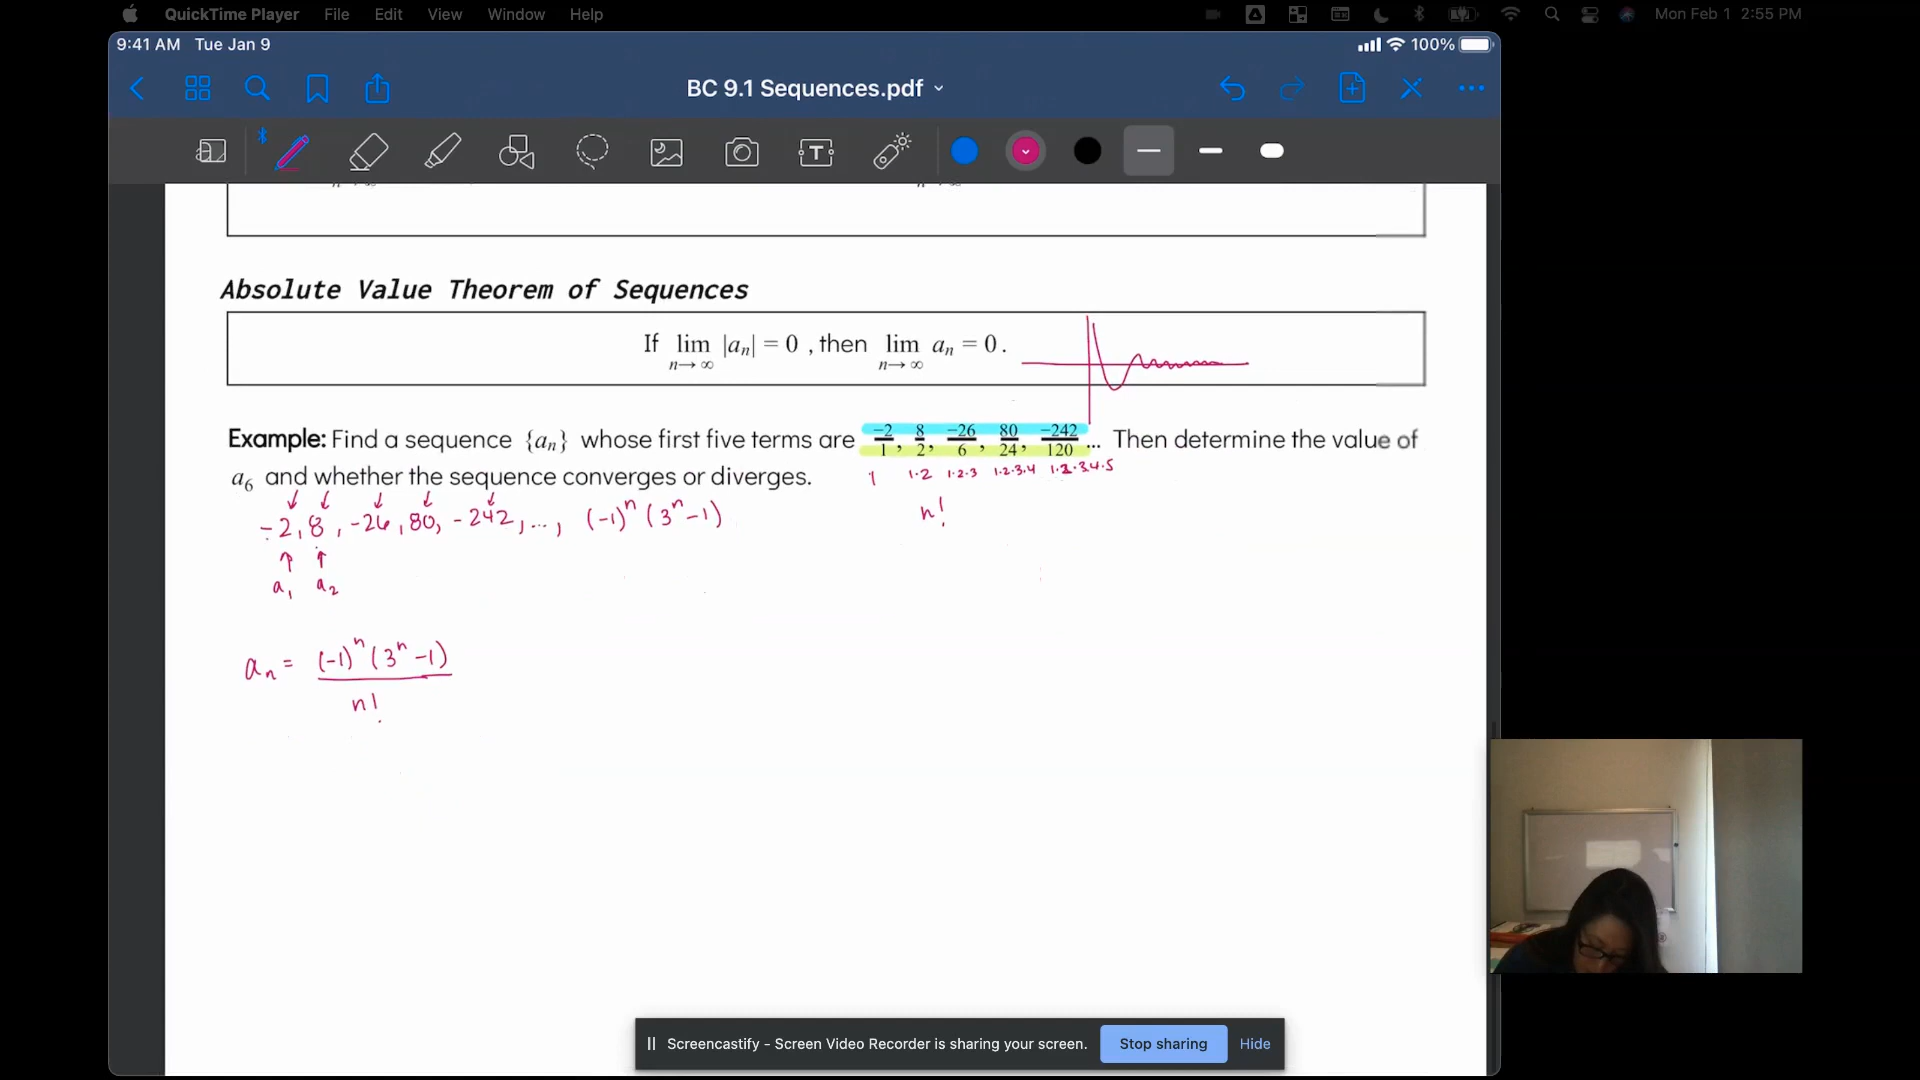 QuickTime Player File Edit View Window Help Mon Feb 1 2:55 PM
9:41 AM Tue Jan 9 100%
BC 9.1 Sequences.pdf
T
n→∞ n→∞
Absolute Value Theorem of Sequences
If lim n→∞ |aₙ| = 0 , then lim n→∞ aₙ = 0.
Example: Find a sequence {aₙ} whose first five terms are −2/1, 8/2, −26/6, 80/24, −242/120 ... Then determine the value of
1 1·2 1·2·3 1·2·3·4 1·2·3·4·5
a₆ and whether the sequence converges or diverges.
-2, 8, -26, 80, -242, ..., (-1)ⁿ (3ⁿ-1) n!
a₁ a₂
aₙ = (-1)ⁿ(3ⁿ-1)
n!
Screencastify - Screen Video Recorder is sharing your screen. Stop sharing Hide